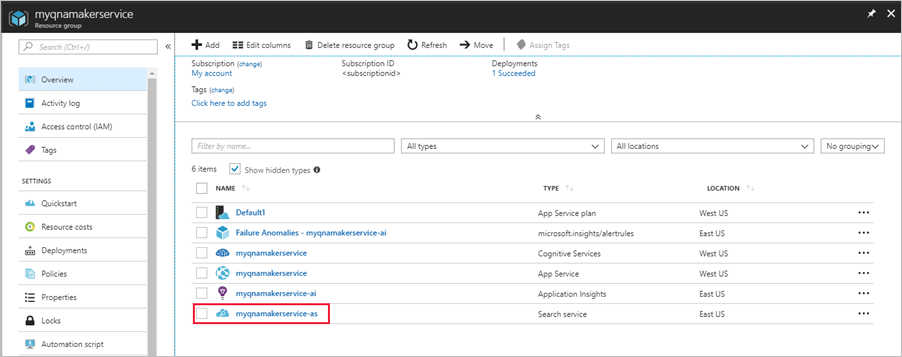 myqnamakerservice
Resource group
Search (Ctrl+/)
Overview
Activity log
Access control (IAM)
Tags
SETTINGS
Quickstart
Resource costs
Deployments
Policies
Properties
Locks
Automation script
Add Edit columns Delete resource group Refresh Move Assign Tags
Subscription (change) Subscription ID Deployments
My account <subscriptionid> 1 Succeeded
Tags (change)
Click here to add tags
Filter by name... All types All locations No grouping
6 items Show hidden types
NAME TYPE LOCATION
Default1 App Service plan West US
Failure Anomalies - myqnamakerservice-ai microsoft.insights/alertrules East US
myqnamakerservice Cognitive Services West US
myqnamakerservice App Service West US
myqnamakerservice-ai Application Insights East US
myqnamakerservice-as Search service East US